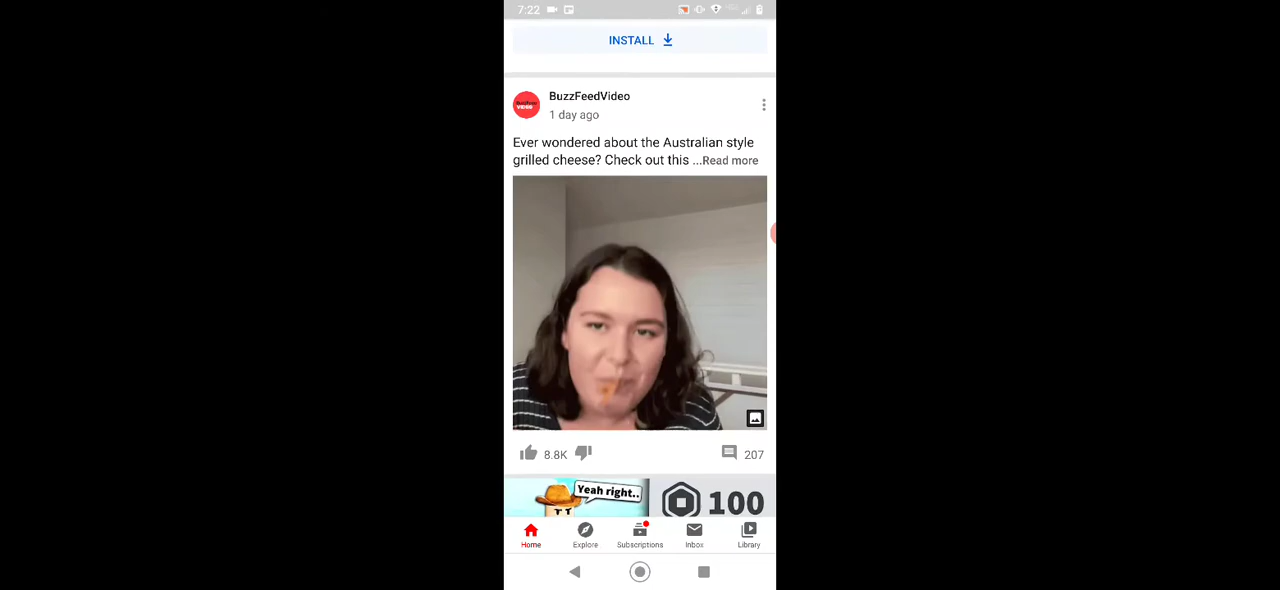 7:22
INSTALL
BuzzFeedVideo
1 day ago
Ever wondered about the Australian style
grilled cheese? Check out this ...Read more
8.8K
207
Yeah right..
100
Home
Explore
Subscriptions
Inbox
Library